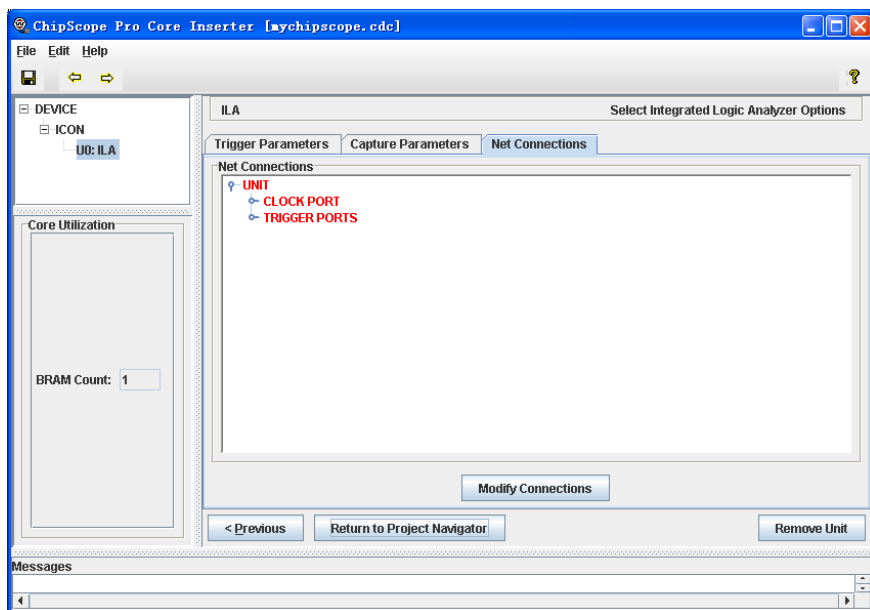 ChipScope Pro Core Inserter [mychipscope.cdc]
File Edit Help
DEVICE
ICON
U0: ILA
ILA Select Integrated Logic Analyzer Options
Trigger Parameters Capture Parameters Net Connections
Net Connections
UNIT
CLOCK PORT
TRIGGER PORTS
Core Utilization
BRAM Count: 1
Modify Connections
< Previous Return to Project Navigator Remove Unit
Messages